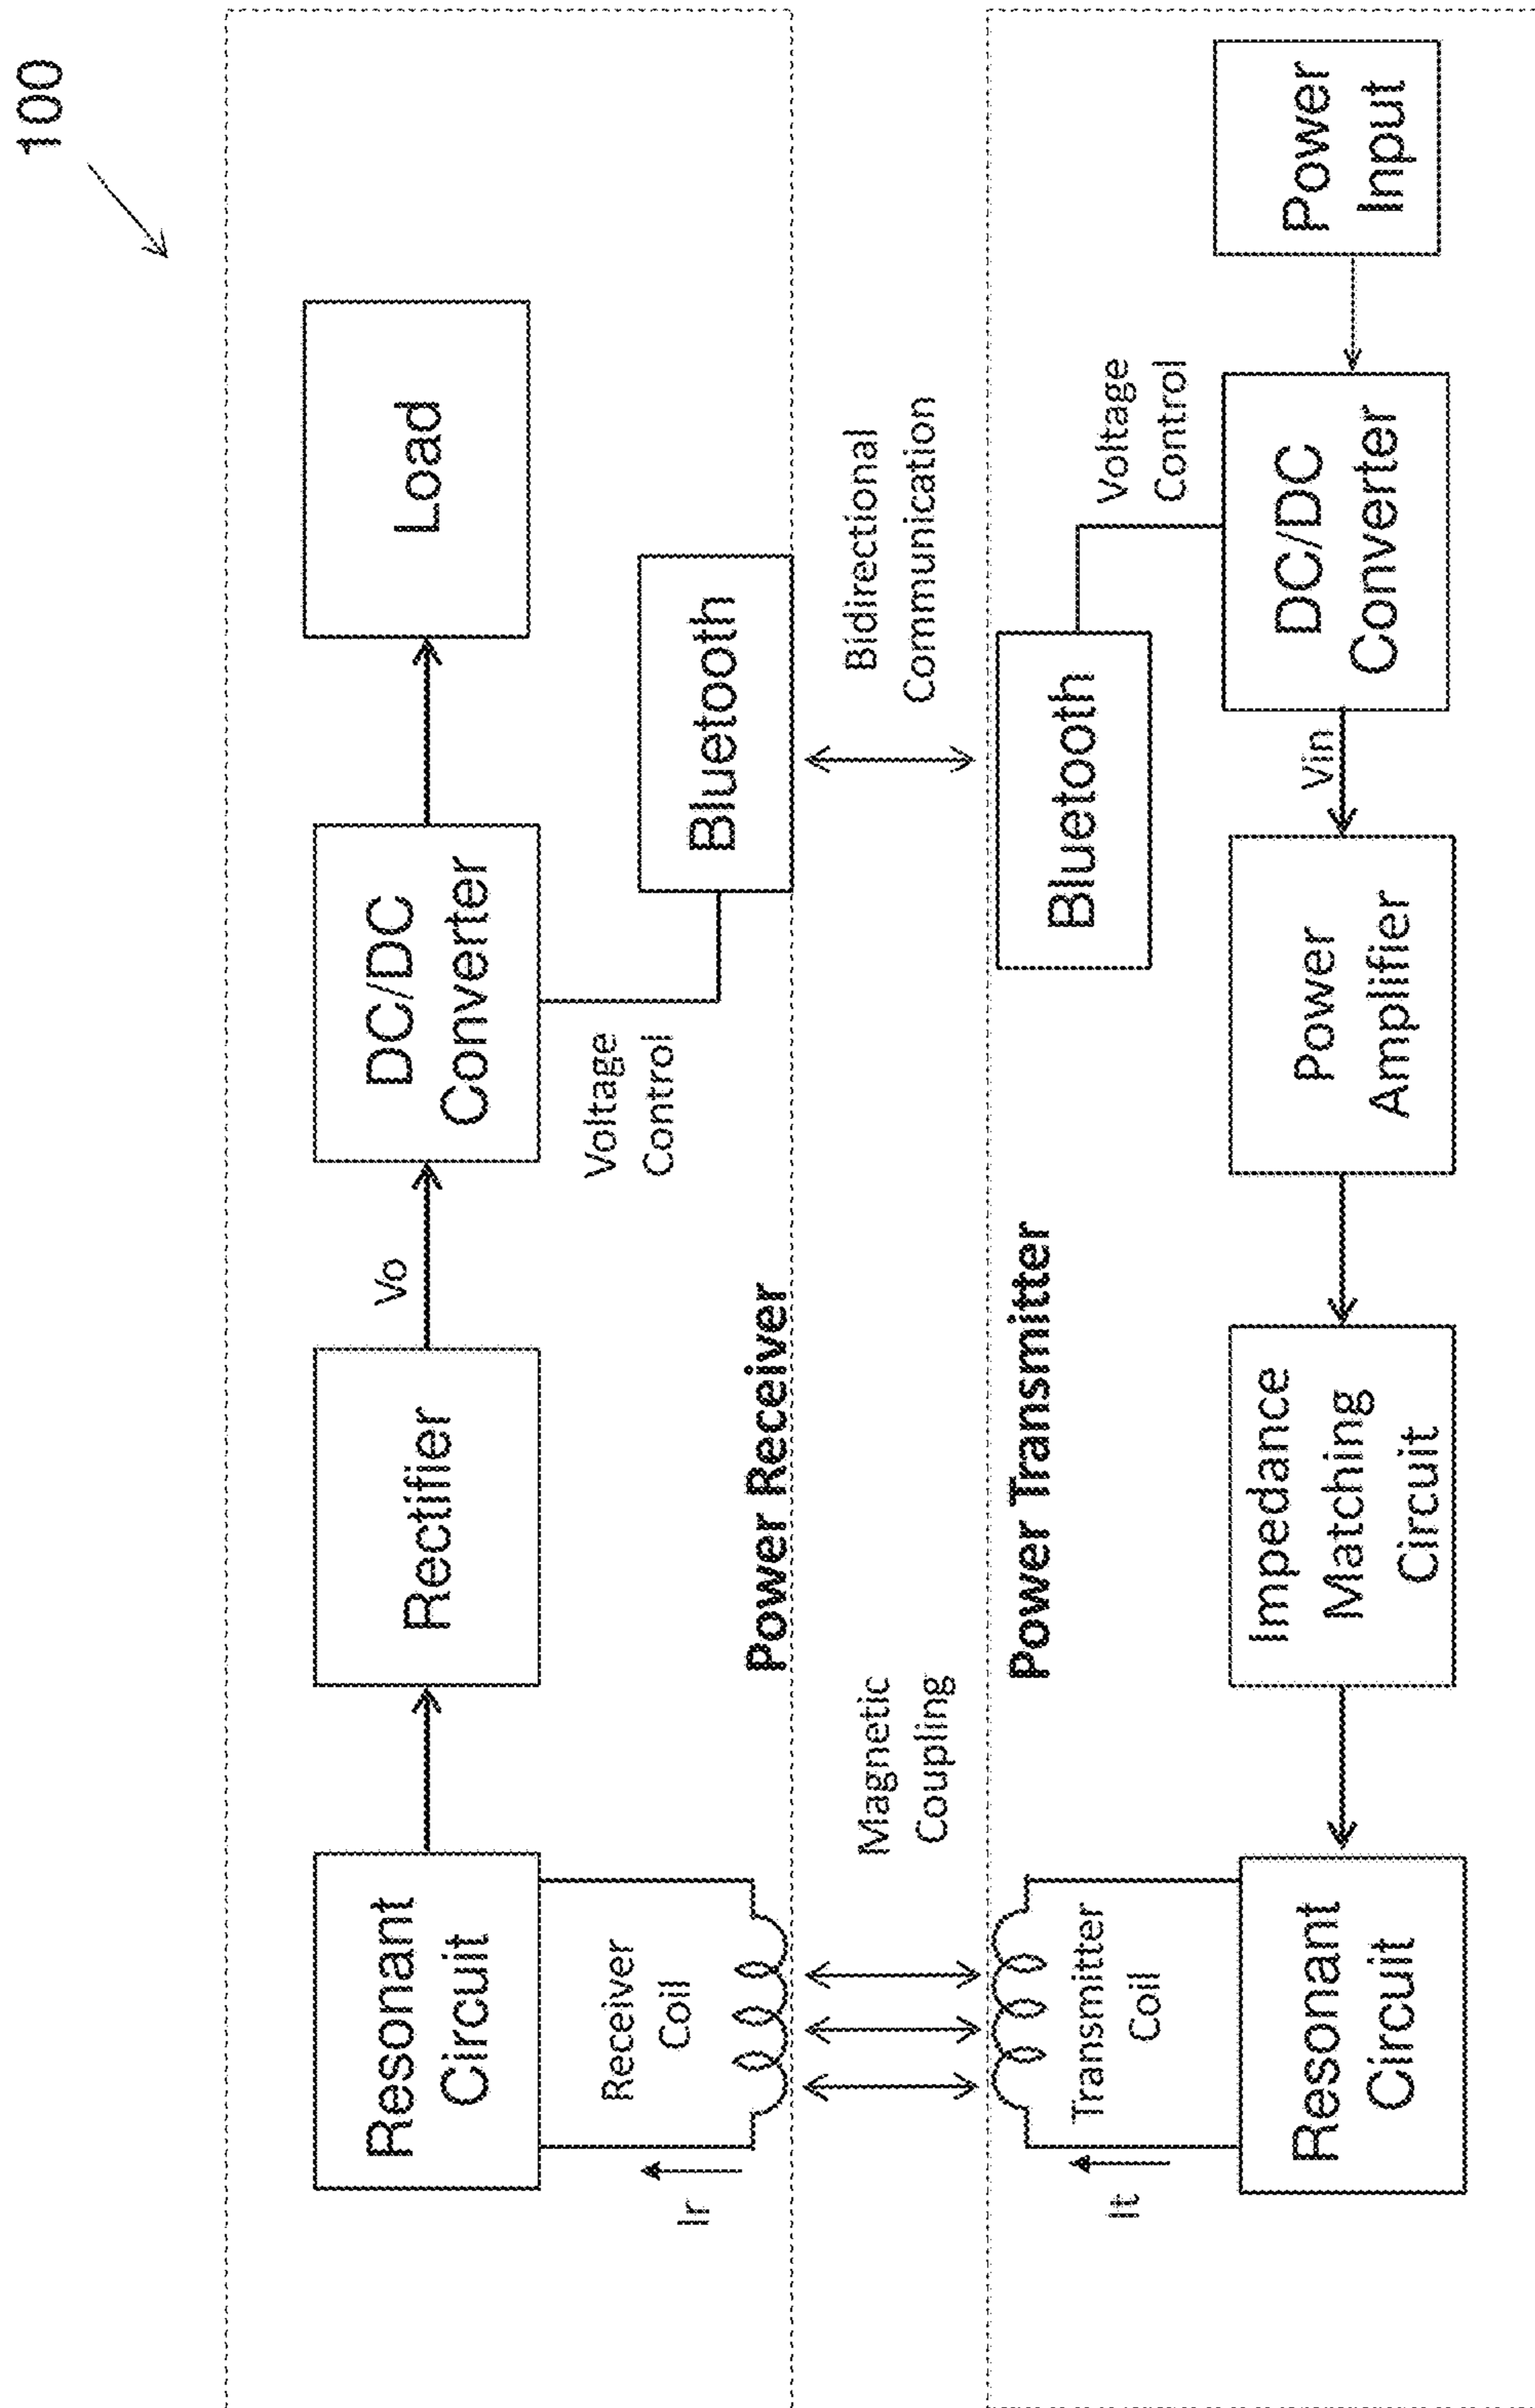 100
Resonant
Circuit
Rectifier
Vo
DC/DC
Converter
Load
Ir
Receiver
Coil
Voltage
Control
Bluetooth
Power Receiver
Magnetic
Coupling
Bidirectional
Communication
Power Transmitter
It
Transmitter
Coil
Bluetooth
Voltage
Control
Resonant
Circuit
Impedance
Matching
Circuit
Power
Amplifier
Vin
DC/DC
Converter
Power
Input